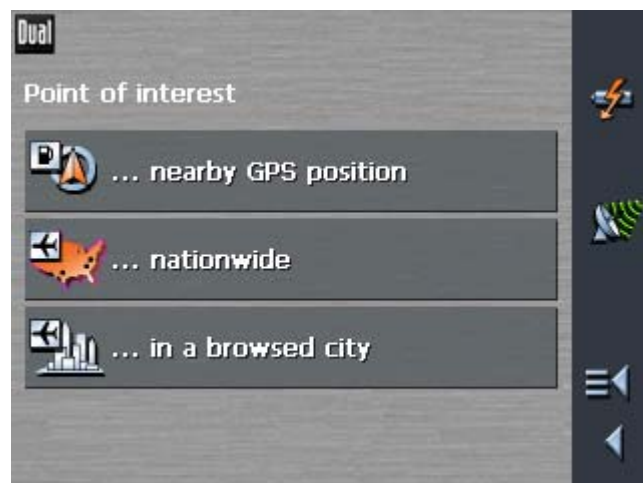 Dual
Point of interest
... nearby GPS position
... nationwide
... in a browsed city